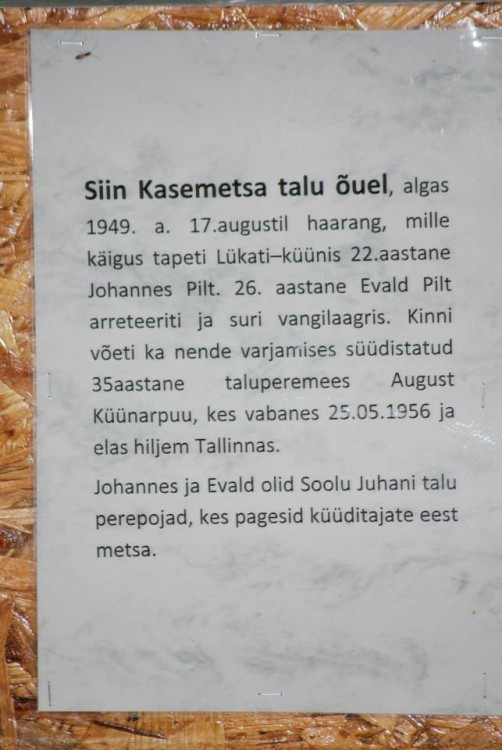 Siin Kasemetsa talu õuel, algas
1949. a. 17.augustil haarang, mille
käigus tapeti Lükati–küünis 22.aastane
Johannes Pilt. 26. aastane Evald Pilt
arreteeriti ja suri vangilaagris. Kinni
võeti ka nende varjamises süüdistatud
35aastane taluperemees August
Küünarpuu, kes vabanes 25.05.1956 ja
elas hiljem Tallinnas.
Johannes ja Evald olid Soolu Juhani talu
perepojad, kes pagesid küüditajate eest
metsa.